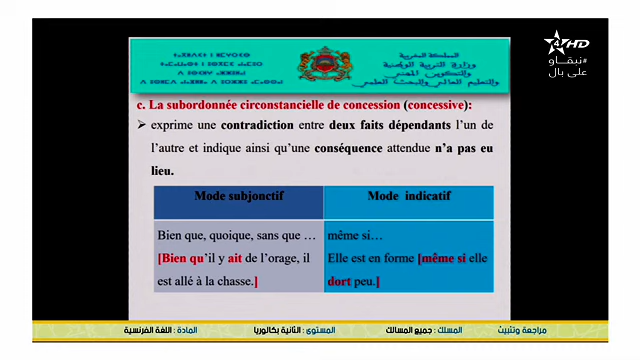 4 HD
#نبقاو
على بال
المملكة المغربية
وزارة التربية الوطنية
والتكوين المهني
والتعليم العالي والبحث العلمي
c. La subordonnée circonstancielle de concession (concessive):
➢ exprime une contradiction entre deux faits dépendants l'un de
l'autre et indique ainsi qu'une conséquence attendue n'a pas eu
lieu.
Mode subjonctif
Mode indicatif
Bien que, quoique, sans que …
[Bien qu'il y ait de l'orage, il
est allé à la chasse.]
même si…
Elle est en forme [même si elle
dort peu.]
مراجعة وتثبيت
المسلك : جميع المسالك
المستوى : الثانية بكالوريا
المادة : اللغة الفرنسية